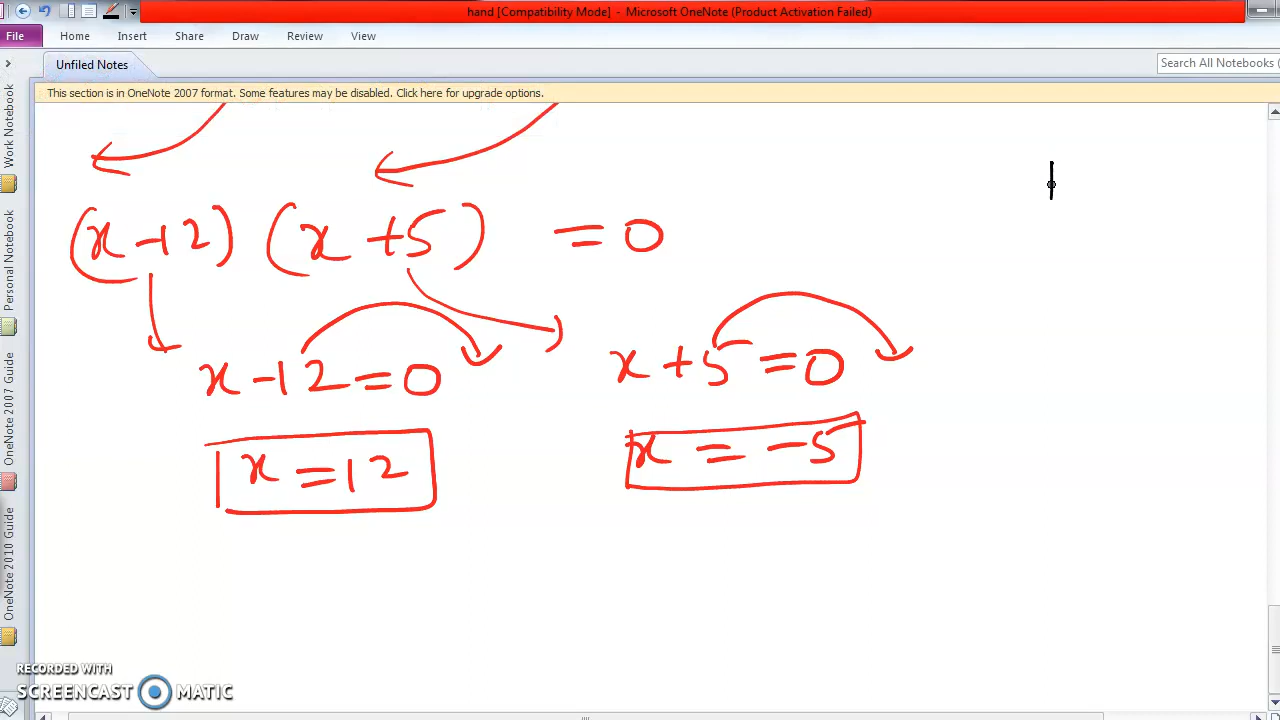 hand [Compatibility Mode] - Microsoft OneNote (Product Activation Failed)
File Home Insert Share Draw Review View
Unfiled Notes
Search All Notebooks (
This section is in OneNote 2007 format. Some features may be disabled. Click here for upgrade options.
Work Notebook
Personal Notebook
OneNote 2007 Guide
OneNote 2010 Guide
(x-12) (x+5) =0
x-12=0 x+5=0
x=12 x = -5
RECORDED WITH
SCREENCAST MATIC